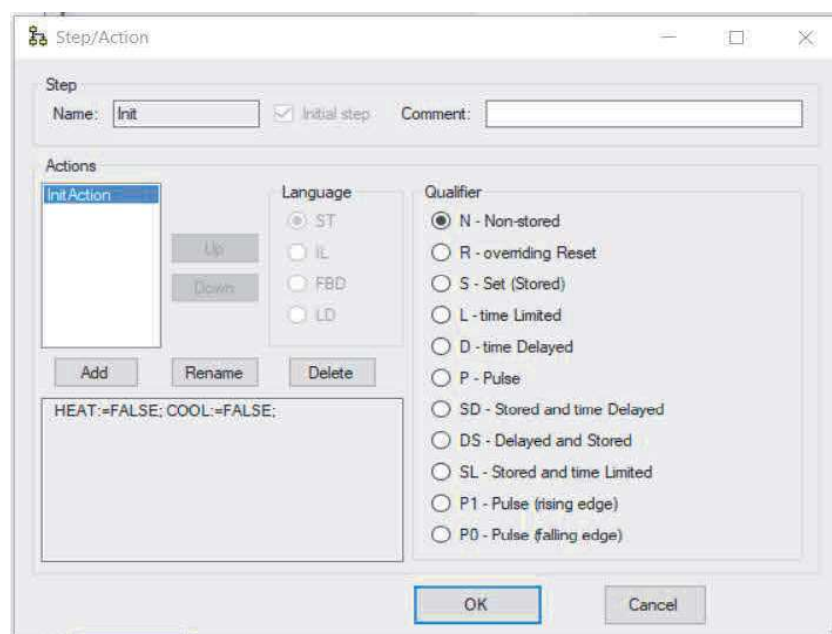 Step/Action
Step
Name: Init Initial step Comment:
Actions
InitAction
Up
Down
Language
ST
IL
FBD
LD
Add Rename Delete
HEAT:=FALSE; COOL:=FALSE;
Qualifier
N - Non-stored
R - overriding Reset
S - Set (Stored)
L - time Limited
D - time Delayed
P - Pulse
SD - Stored and time Delayed
DS - Delayed and Stored
SL - Stored and time Limited
P1 - Pulse (rising edge)
P0 - Pulse (falling edge)
OK Cancel